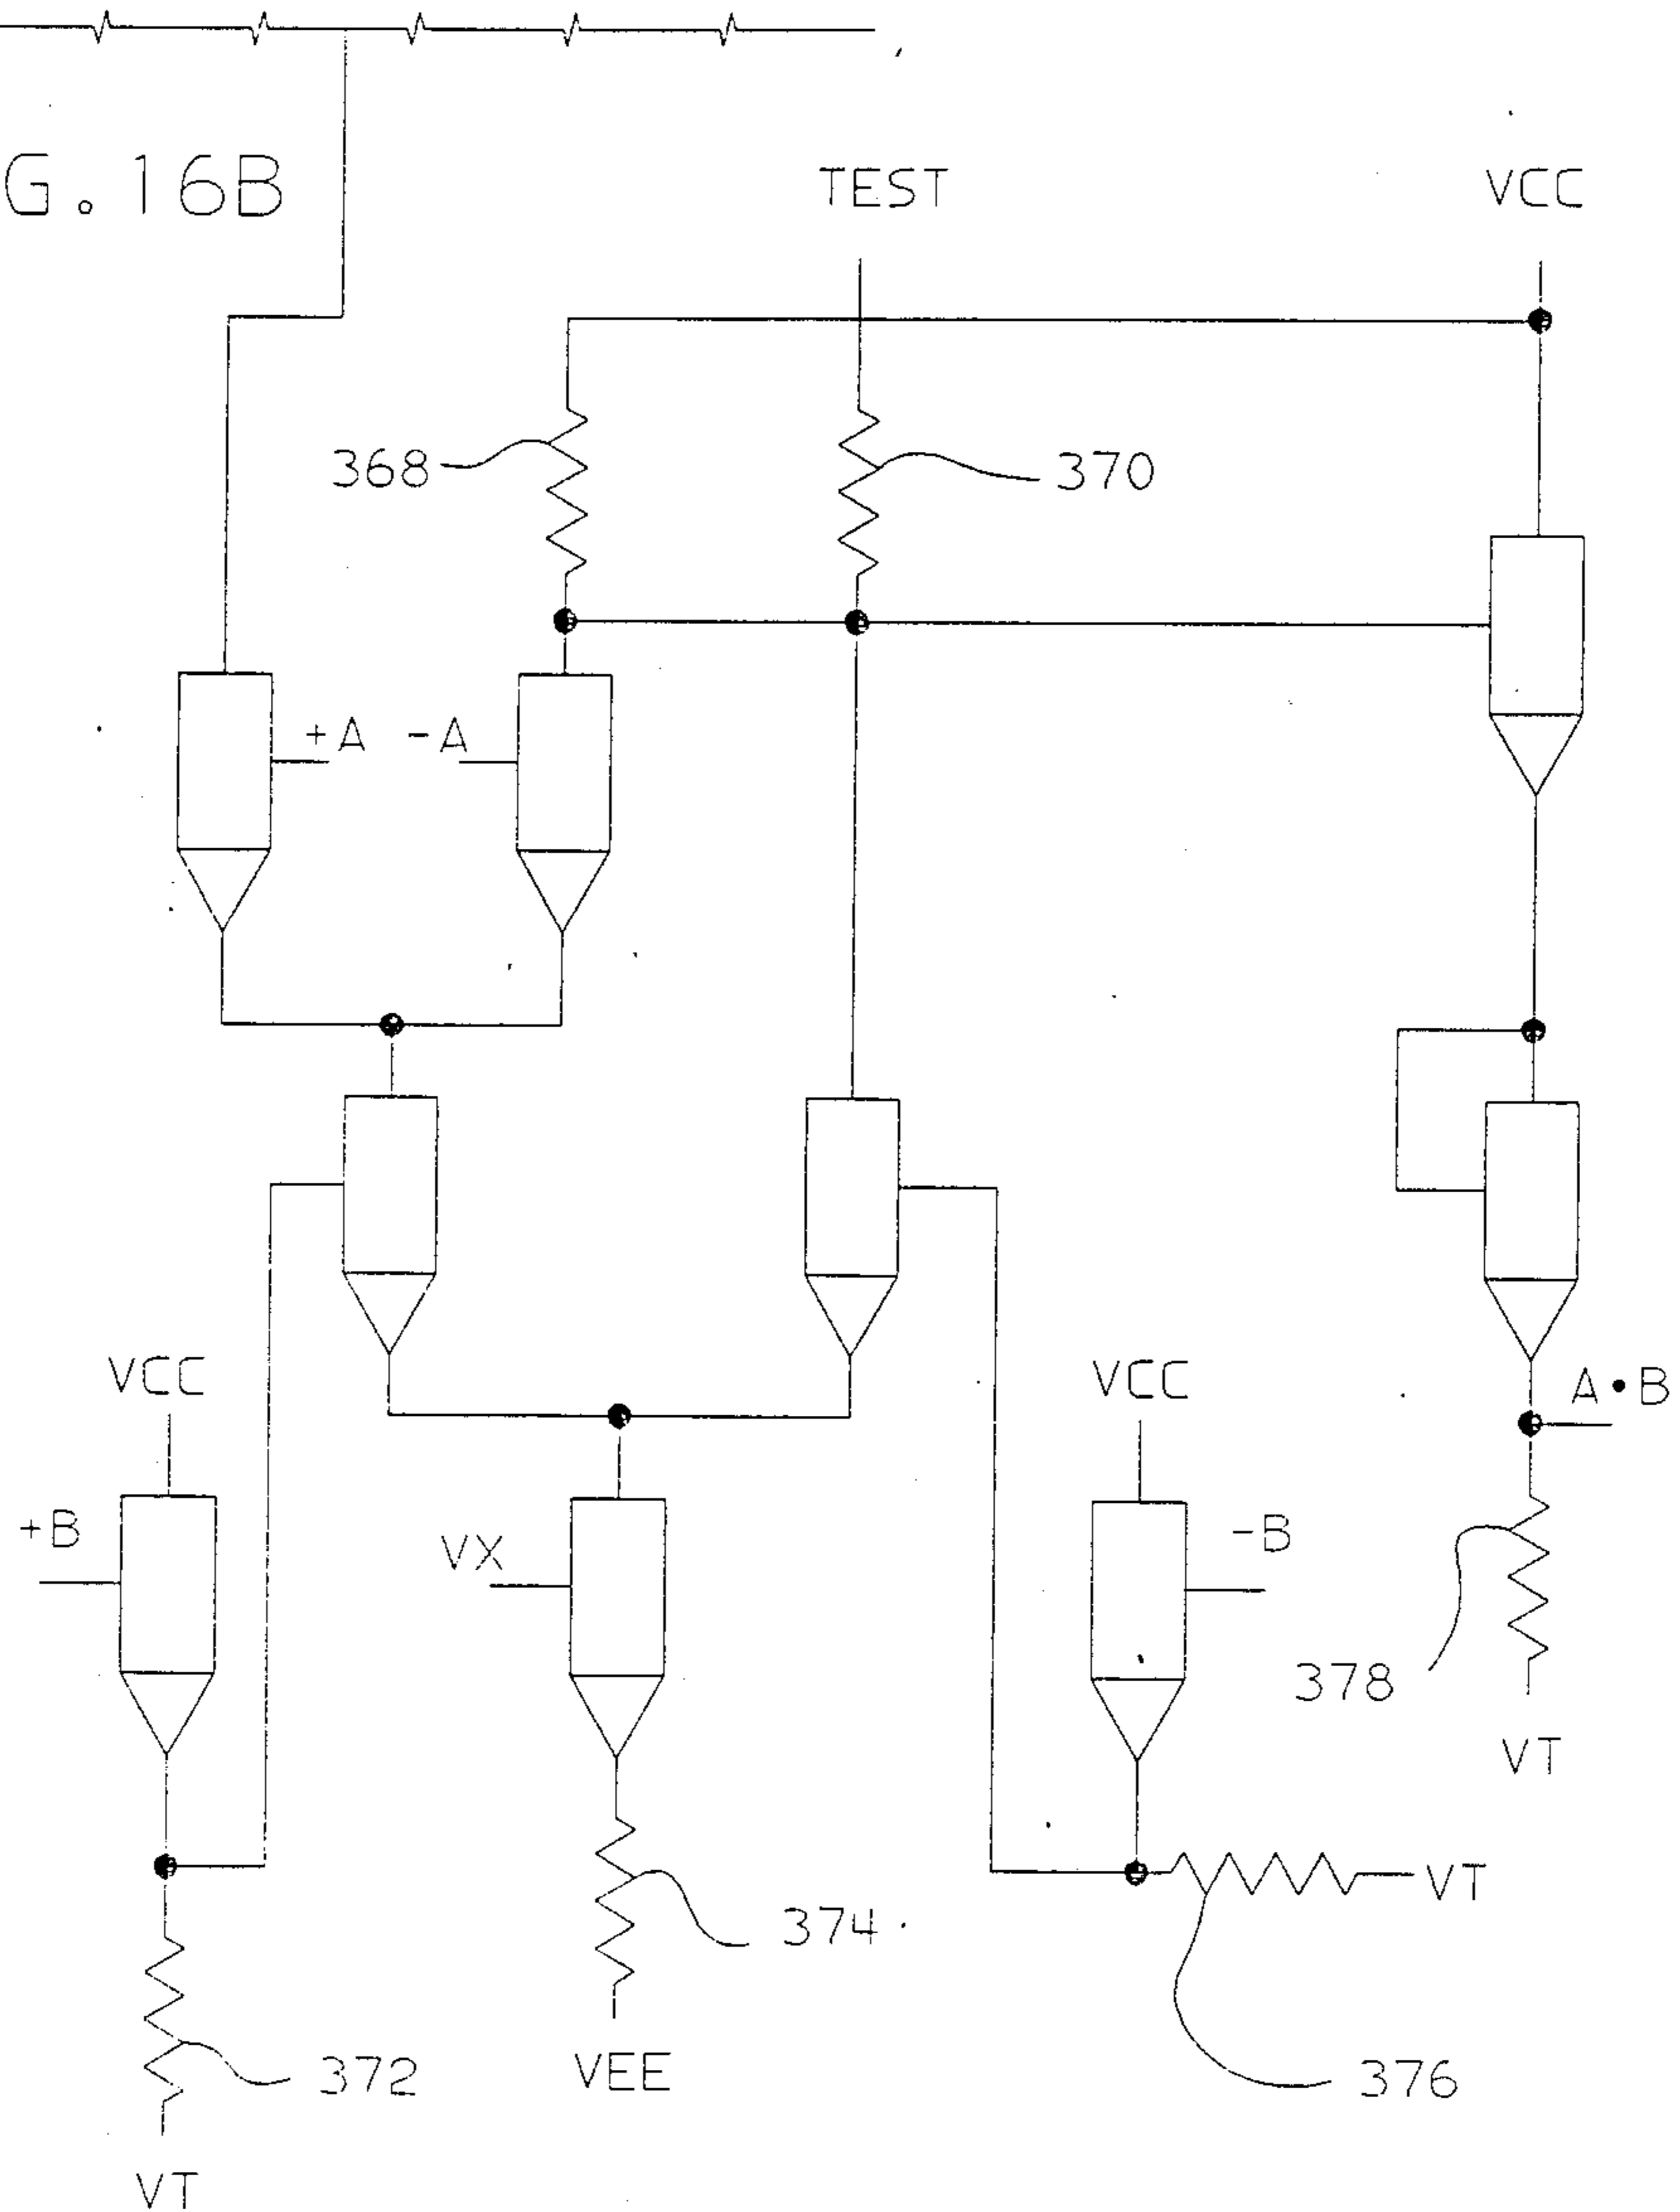 G. 16B
TEST
VCC
368
370
+A
-A
VCC
VCC
A•B
+B
VX
-B
378
VT
VT
374
372
VEE
376
VT